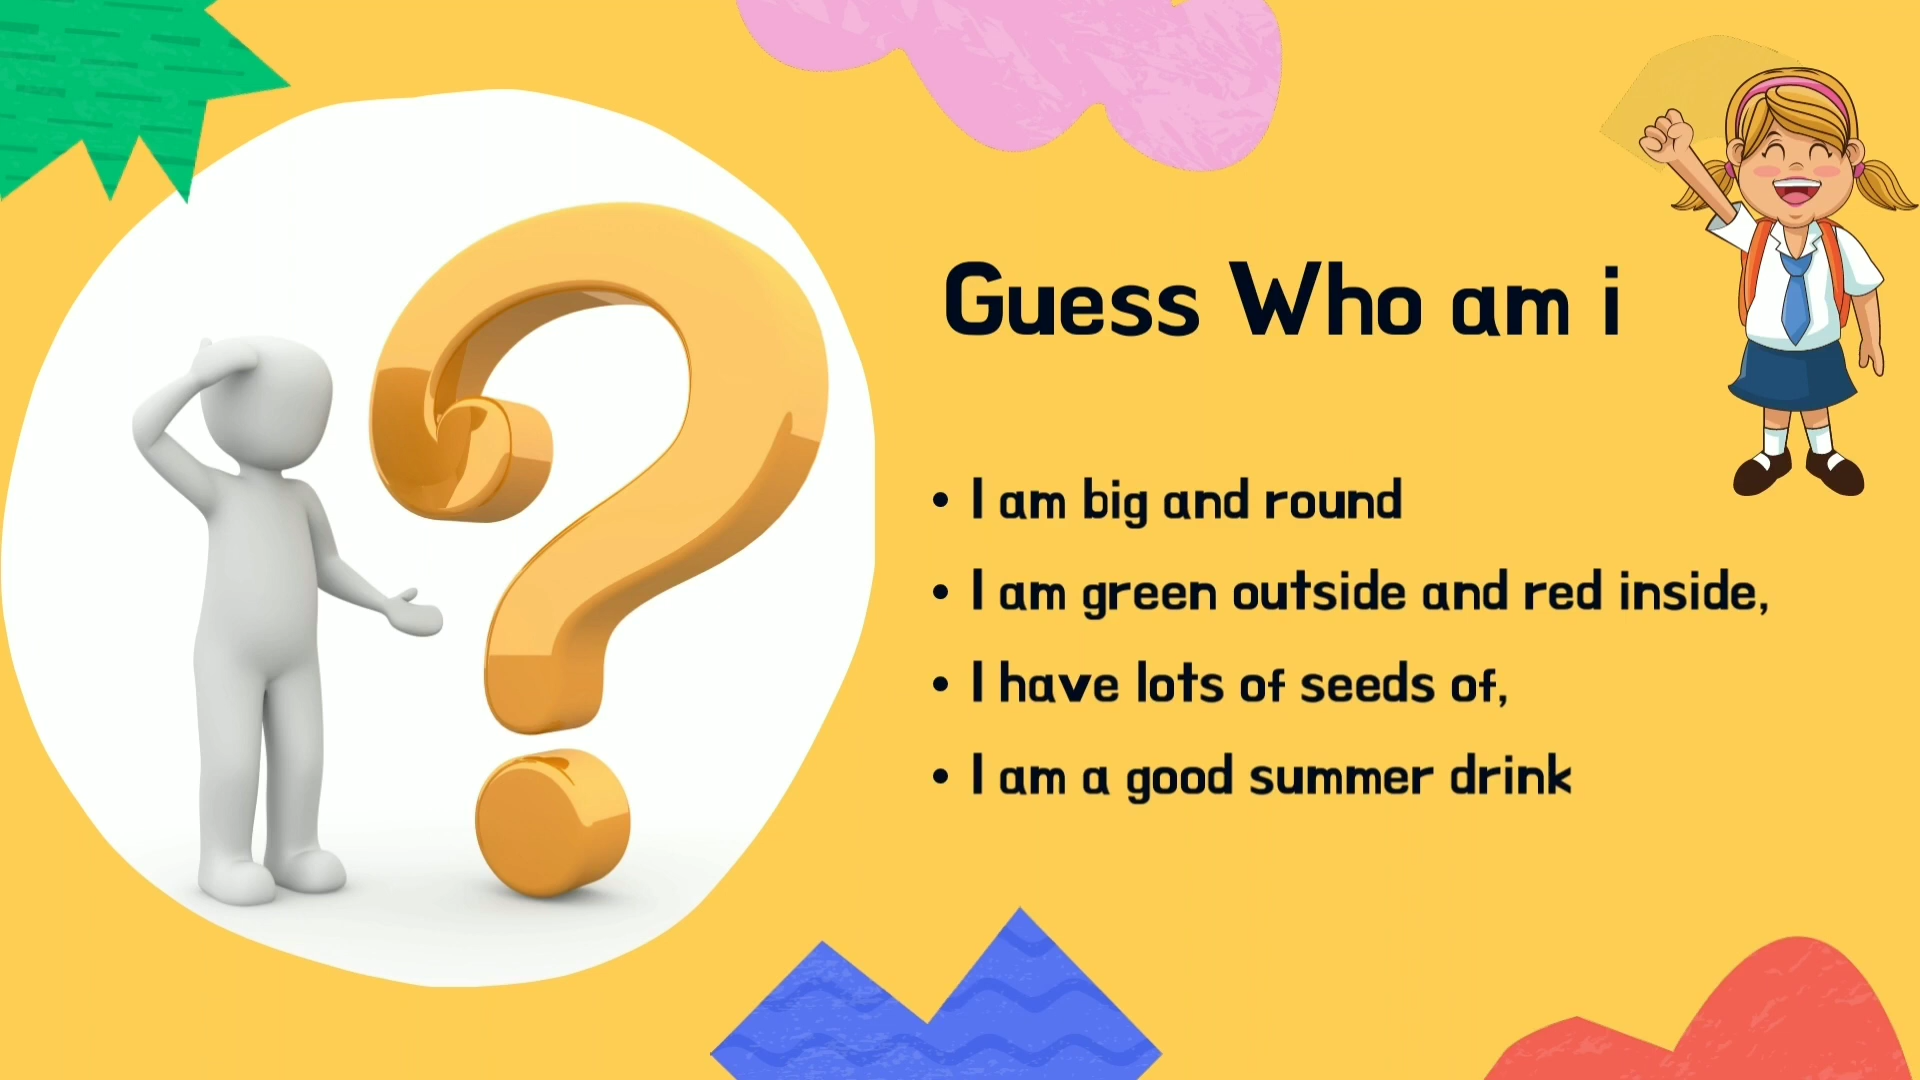 Guess Who am i
• I am big and round
• I am green outside and red inside,
• I have lots of seeds of,
• I am a good summer drink